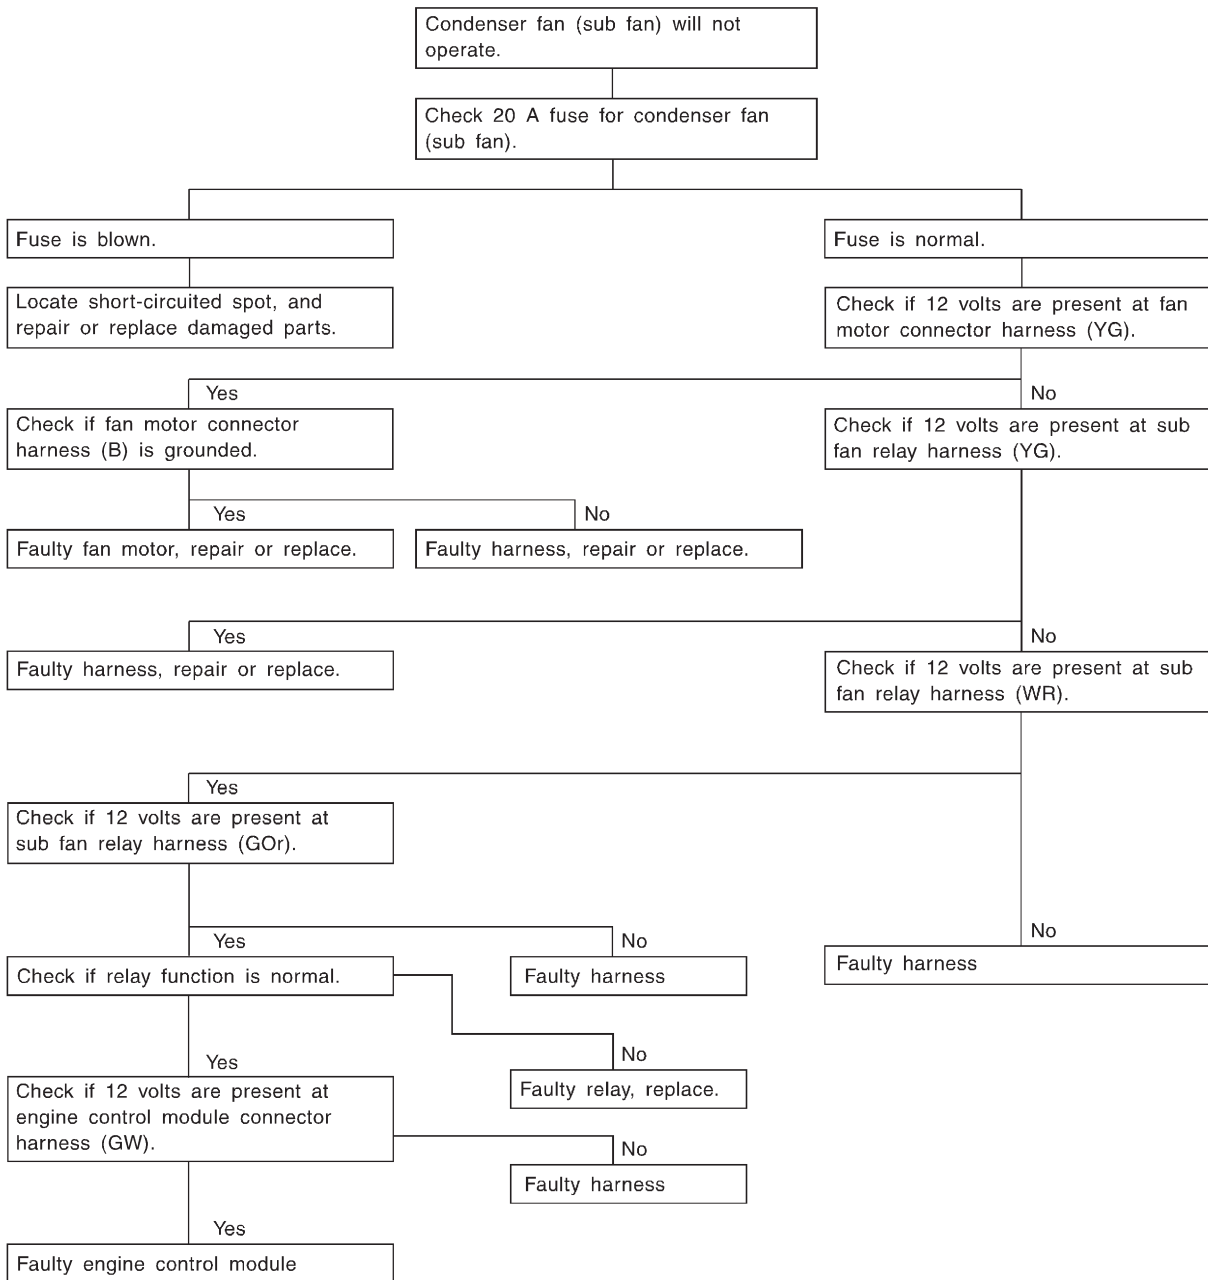 Condenser fan (sub fan) will not
operate.
Check 20 A fuse for condenser fan
(sub fan).
Fuse is blown.
Fuse is normal.
Locate short-circuited spot, and
repair or replace damaged parts.
Check if 12 volts are present at fan
motor connector harness (YG).
Yes
No
Check if fan motor connector
harness (B) is grounded.
Check if 12 volts are present at sub
fan relay harness (YG).
Yes
No
Faulty fan motor, repair or replace.
Faulty harness, repair or replace.
Yes
No
Faulty harness, repair or replace.
Check if 12 volts are present at sub
fan relay harness (WR).
Yes
Check if 12 volts are present at
sub fan relay harness (GOr).
Yes
No
No
Check if relay function is normal.
Faulty harness
Faulty harness
No
Yes
Faulty relay, replace.
Check if 12 volts are present at
engine control module connector
harness (GW).
No
Faulty harness
Yes
Faulty engine control module